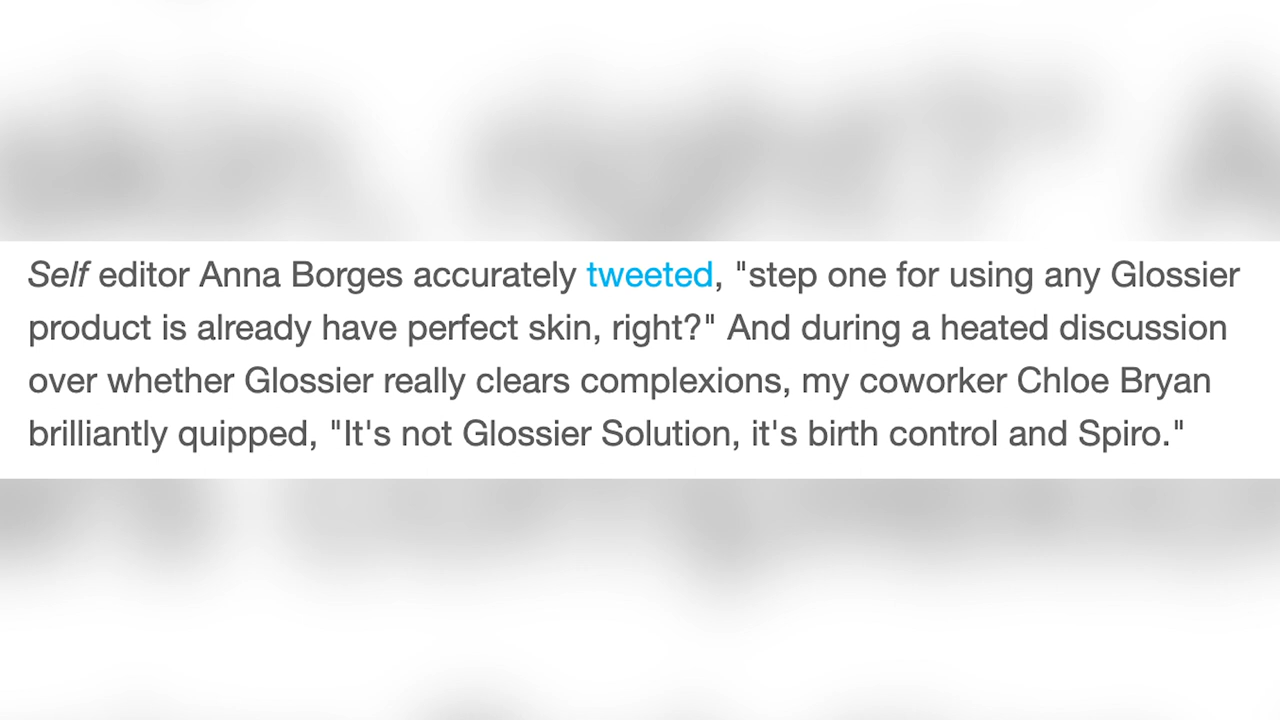 Self editor Anna Borges accurately tweeted, "step one for using any Glossier
product is already have perfect skin, right?" And during a heated discussion
over whether Glossier really clears complexions, my coworker Chloe Bryan
brilliantly quipped, "It's not Glossier Solution, it's birth control and Spiro."